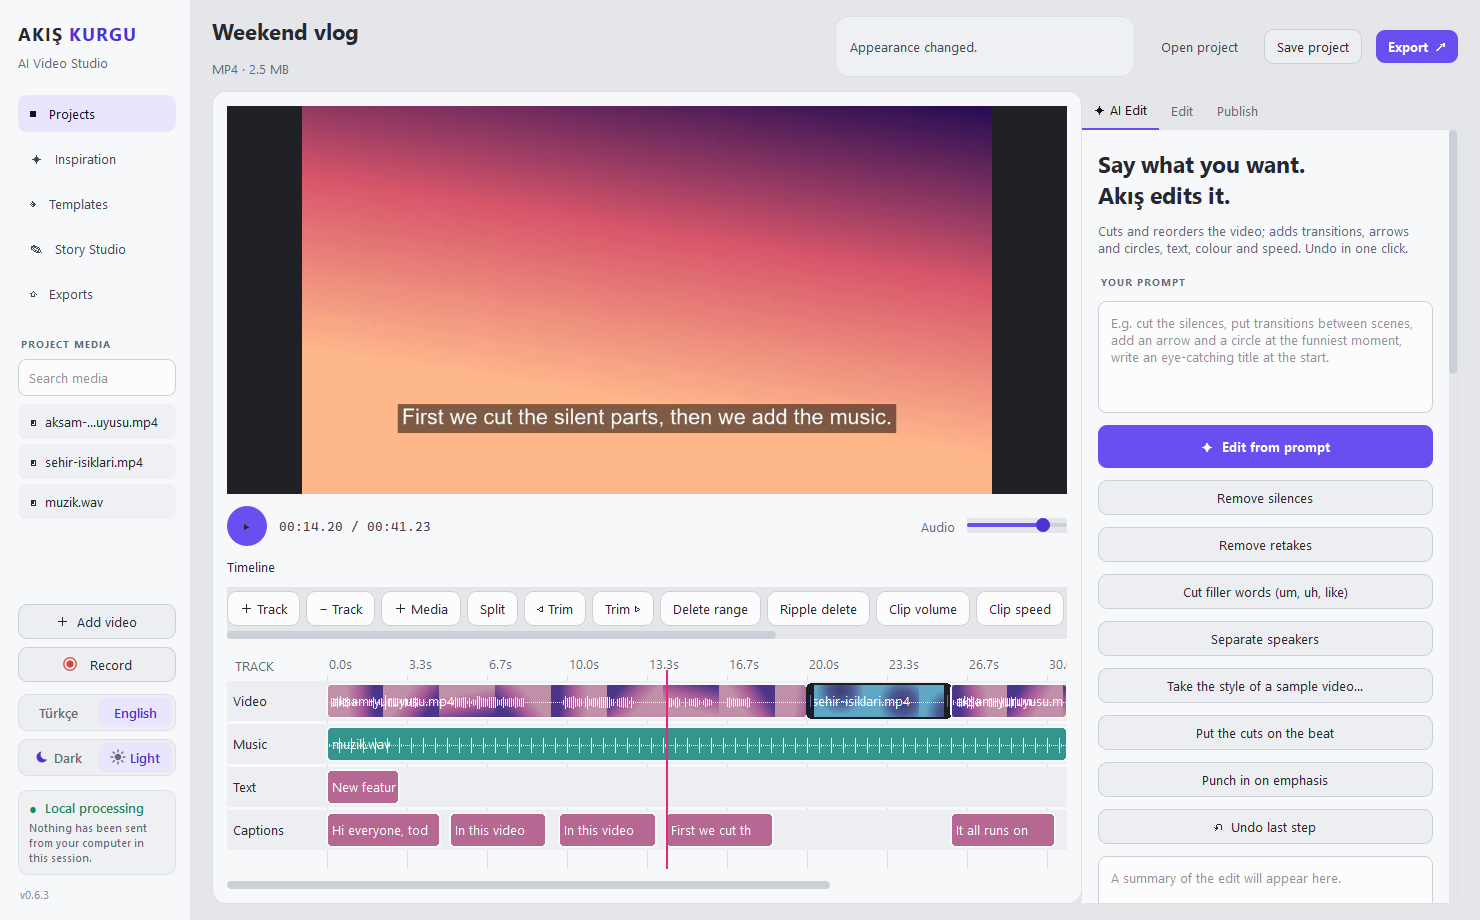 AKIŞ KURGU
AI Video Studio
Projects
Inspiration
Templates
Story Studio
Exports
PROJECT MEDIA
Search media
aksam-...uyusu.mp4
sehir-isiklari.mp4
muzik.wav
+ Add video
Record
Türkçe English
Dark Light
Local processing
Nothing has been sent
from your computer in
this session.
v0.6.3
Weekend vlog
MP4 · 2.5 MB
Appearance changed.
Open project
Save project
Export ↗
First we cut the silent parts, then we add the music.
00:14.20 / 00:41.23
Audio
Timeline
+ Track
− Track
+ Media
Split
Trim
Trim
Delete range
Ripple delete
Clip volume
Clip speed
TRACK 0.0s 3.3s 6.7s 10.0s 13.3s 16.7s 20.0s 23.3s 26.7s 30.
Video sehir-isiklari.mp4
Music muzik.wav
Text New featur
Captions Hi everyone, tod In this video In this video First we cut th It all runs on
AI Edit Edit Publish
Say what you want.
Akış edits it.
Cuts and reorders the video; adds transitions, arrows
and circles, text, colour and speed. Undo in one click.
YOUR PROMPT
E.g. cut the silences, put transitions between scenes,
add an arrow and a circle at the funniest moment,
write an eye-catching title at the start.
Edit from prompt
Remove silences
Remove retakes
Cut filler words (um, uh, like)
Separate speakers
Take the style of a sample video...
Put the cuts on the beat
Punch in on emphasis
Undo last step
A summary of the edit will appear here.